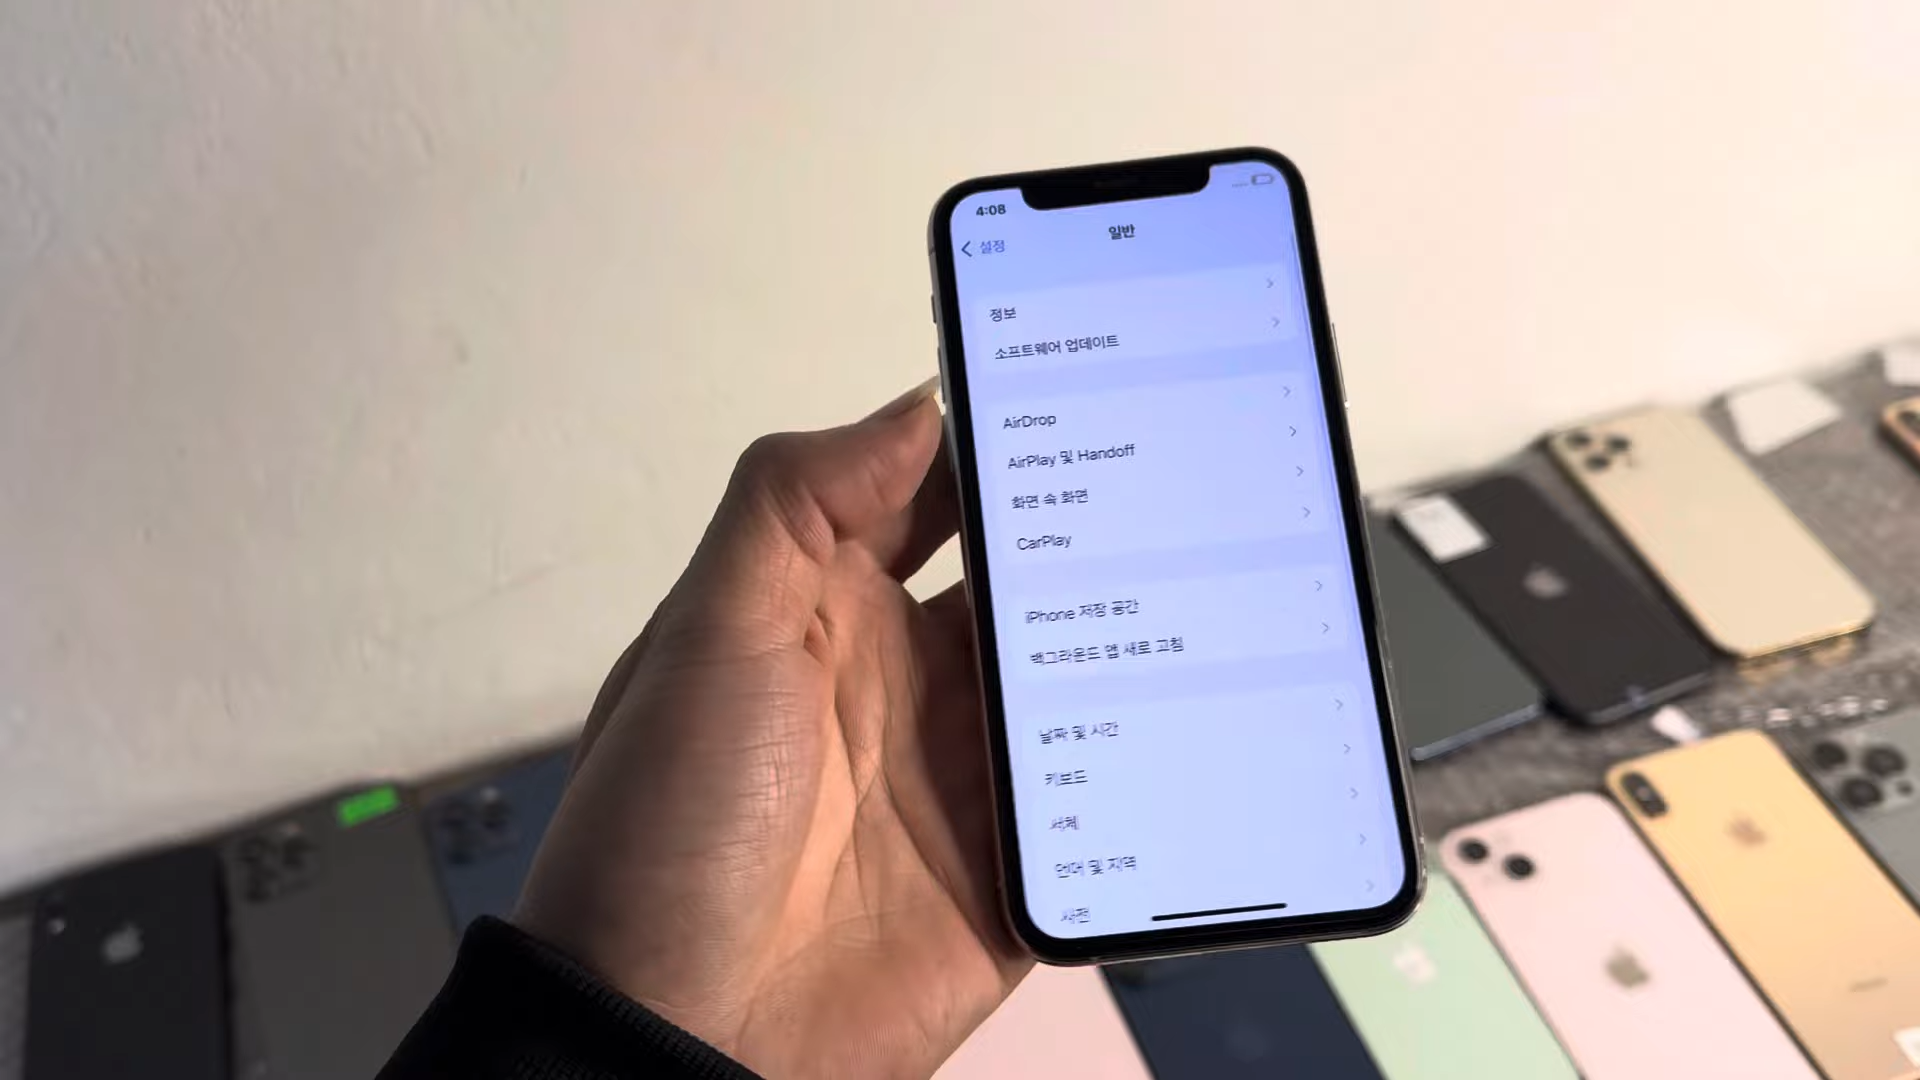 4:08
설정
일반
정보
소프트웨어 업데이트
AirDrop
AirPlay 및 Handoff
화면 속 화면
CarPlay
iPhone 저장 공간
백그라운드 앱 새로 고침
날짜 및 시간
키보드
서체
언어 및 지역
사전